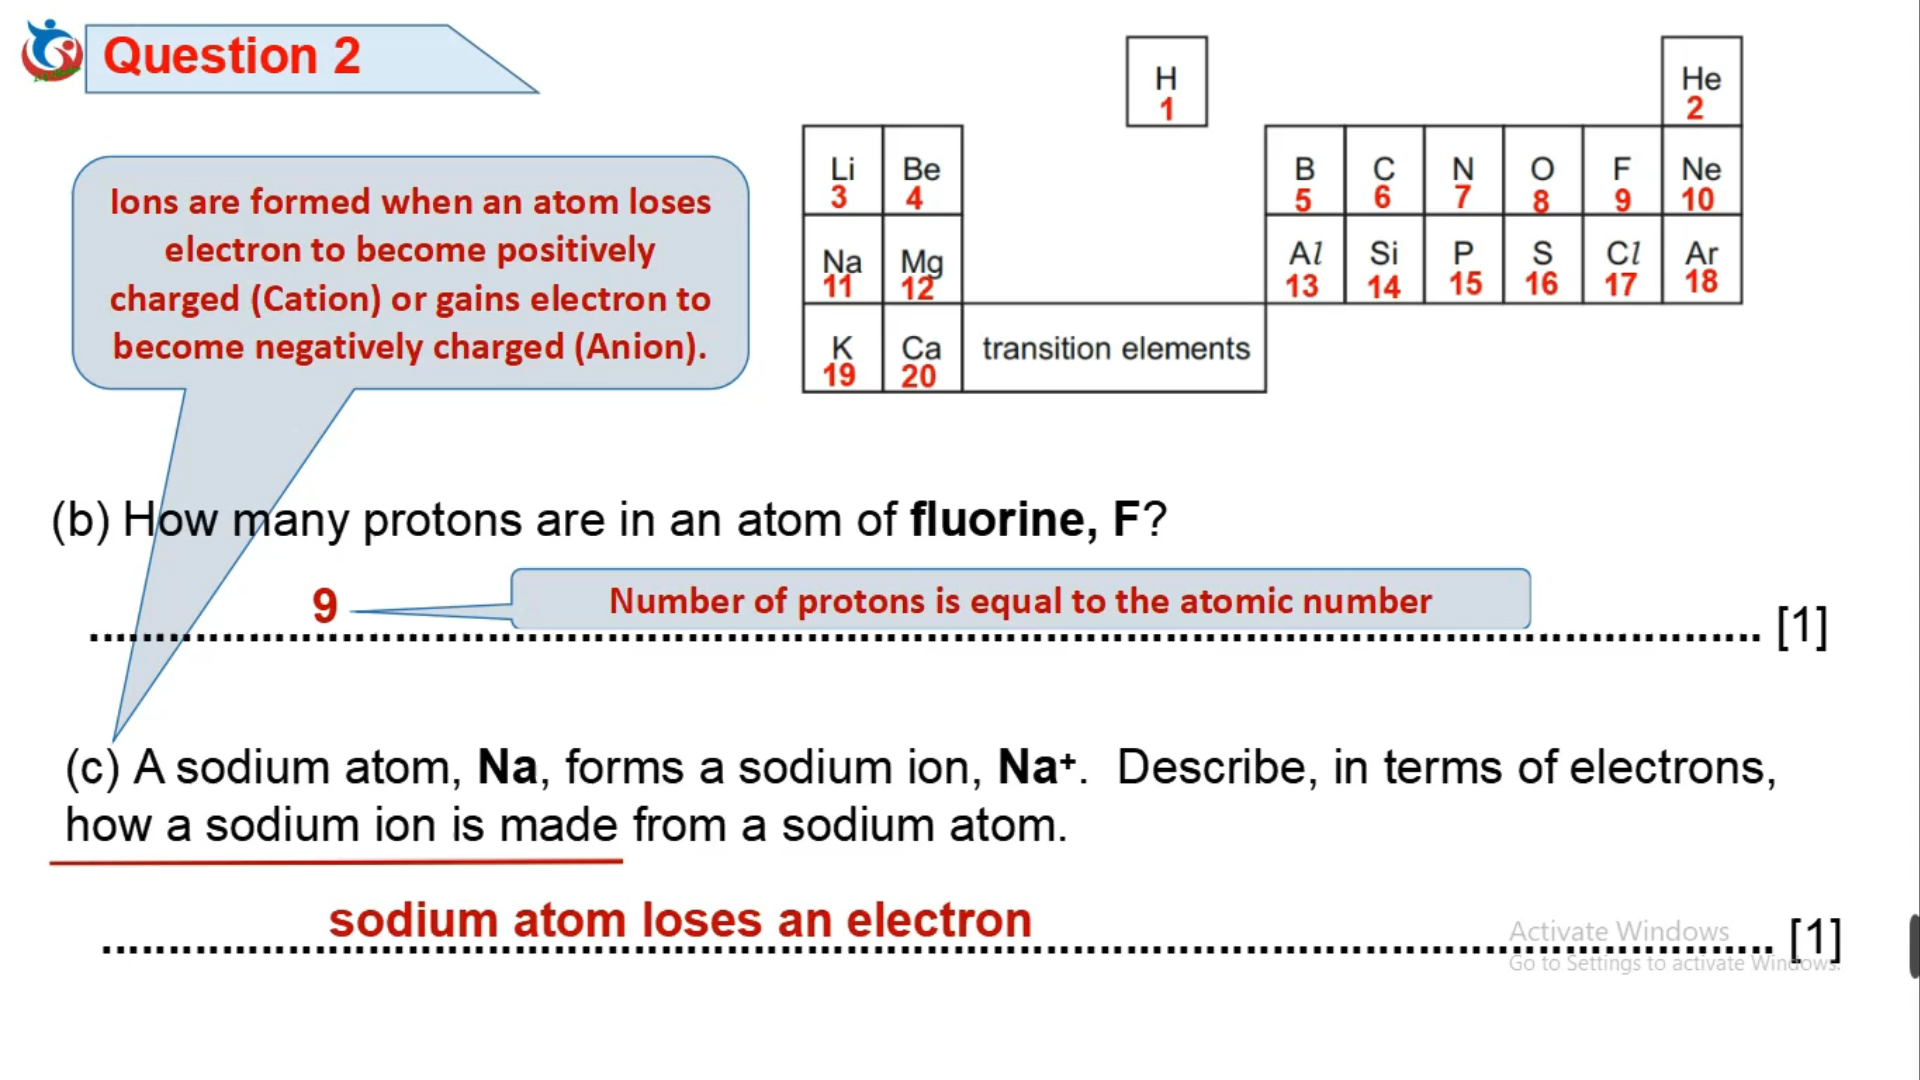 Question 2
H
1
He
2
Li Be B C N O F Ne
3 4 5 6 7 8 9 10
Na Mg Al Si P S Cl Ar
11 12 13 14 15 16 17 18
K Ca transition elements
19 20
Ions are formed when an atom loses
electron to become positively
charged (Cation) or gains electron to
become negatively charged (Anion).
(b) How many protons are in an atom of fluorine, F?
9
Number of protons is equal to the atomic number
[1]
(c) A sodium atom, Na, forms a sodium ion, Na⁺. Describe, in terms of electrons,
how a sodium ion is made from a sodium atom.
sodium atom loses an electron
[1]
Activate Windows
Go to Settings to activate Windows.